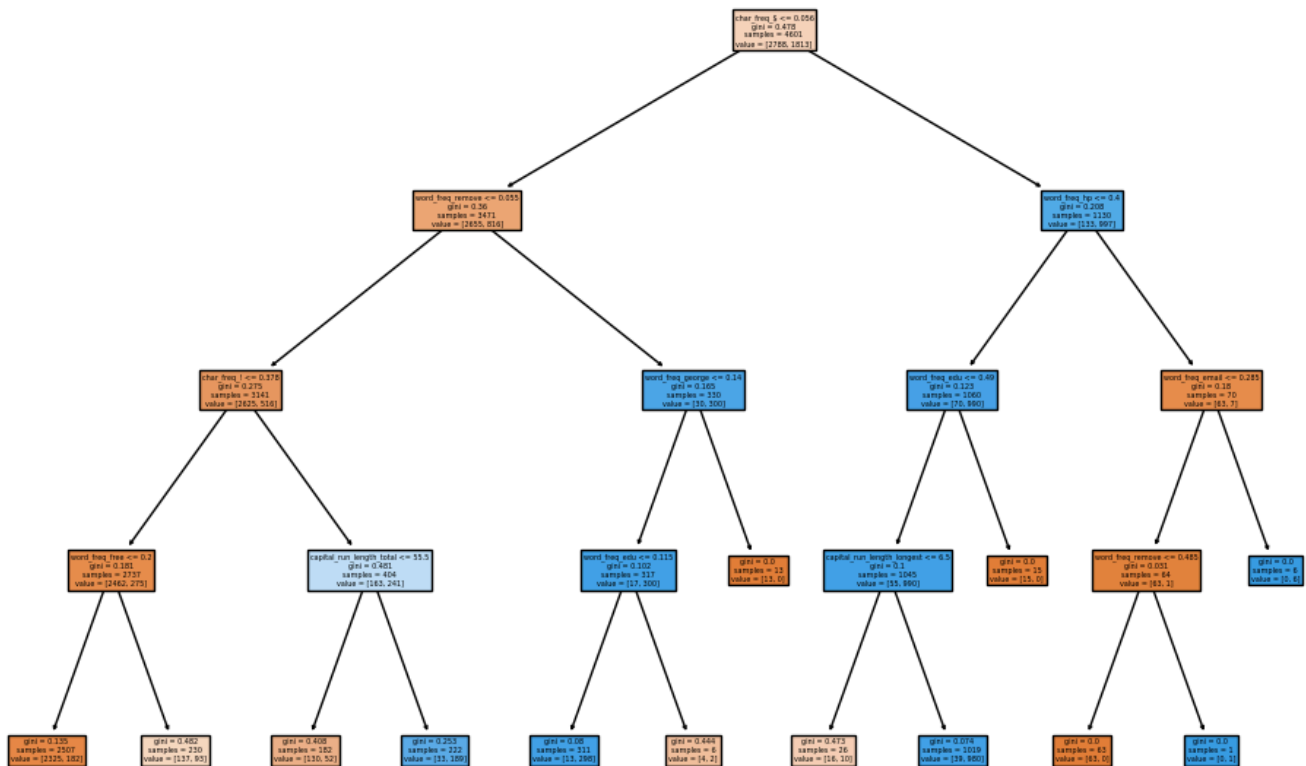 char_freq_$ <= 0.056
gini = 0.478
samples = 4601
value = [2788, 1813]
word_freq_remove <= 0.055
gini = 0.36
samples = 3471
value = [2655, 816]
word_freq_hp <= 0.4
gini = 0.208
samples = 1130
value = [133, 997]
char_freq_! <= 0.378
gini = 0.275
samples = 3141
value = [2625, 516]
word_freq_george <= 0.14
gini = 0.165
samples = 330
value = [30, 300]
word_freq_edu <= 0.49
gini = 0.123
samples = 1060
value = [70, 990]
word_freq_email <= 0.285
gini = 0.18
samples = 70
value = [63, 7]
word_freq_free <= 0.2
gini = 0.181
samples = 2737
value = [2462, 275]
capital_run_length_total <= 55.5
gini = 0.481
samples = 404
value = [163, 241]
word_freq_edu <= 0.115
gini = 0.102
samples = 317
value = [17, 300]
gini = 0.0
samples = 13
value = [13, 0]
capital_run_length_longest <= 6.5
gini = 0.1
samples = 1045
value = [55, 990]
gini = 0.0
samples = 15
value = [15, 0]
word_freq_remove <= 0.485
gini = 0.031
samples = 64
value = [63, 1]
gini = 0.0
samples = 6
value = [0, 6]
gini = 0.135
samples = 2507
value = [2325, 182]
gini = 0.482
samples = 230
value = [137, 93]
gini = 0.408
samples = 182
value = [130, 52]
gini = 0.253
samples = 222
value = [33, 189]
gini = 0.08
samples = 311
value = [13, 298]
gini = 0.444
samples = 6
value = [4, 2]
gini = 0.473
samples = 26
value = [16, 10]
gini = 0.074
samples = 1019
value = [39, 980]
gini = 0.0
samples = 63
value = [63, 0]
gini = 0.0
samples = 1
value = [0, 1]